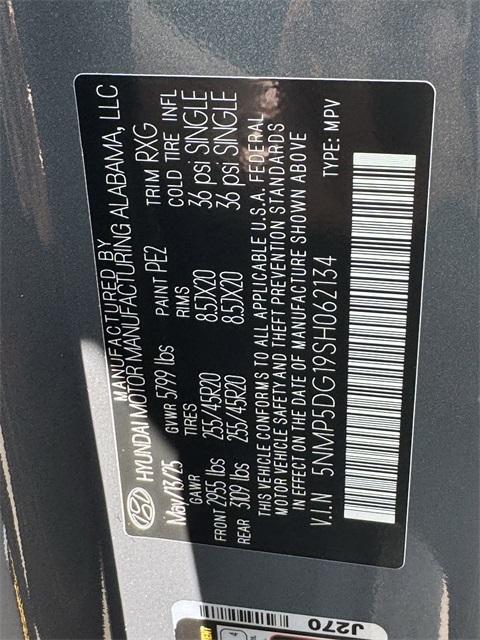 MANUFACTURED BY
HYUNDAI MOTOR MANUFACTURING ALABAMA, LLC
May/13/25 GVWR 5799 lbs PAINT PE2 TRIM RXG
GAWR TIRES RIMS COLD TIRE INFL
FRONT 2955 lbs 255/45R20 8.5JX20 36 psi SINGLE
REAR 3109 lbs 255/45R20 8.5JX20 36 psi SINGLE
THIS VEHICLE CONFORMS TO ALL APPLICABLE U.S.A. FEDERAL
MOTOR VEHICLE SAFETY AND THEFT PREVENTION STANDARDS
IN EFFECT ON THE DATE OF MANUFACTURE SHOWN ABOVE
V.I.N 5NMP5DG19SH062134 TYPE: MPV
J270
4